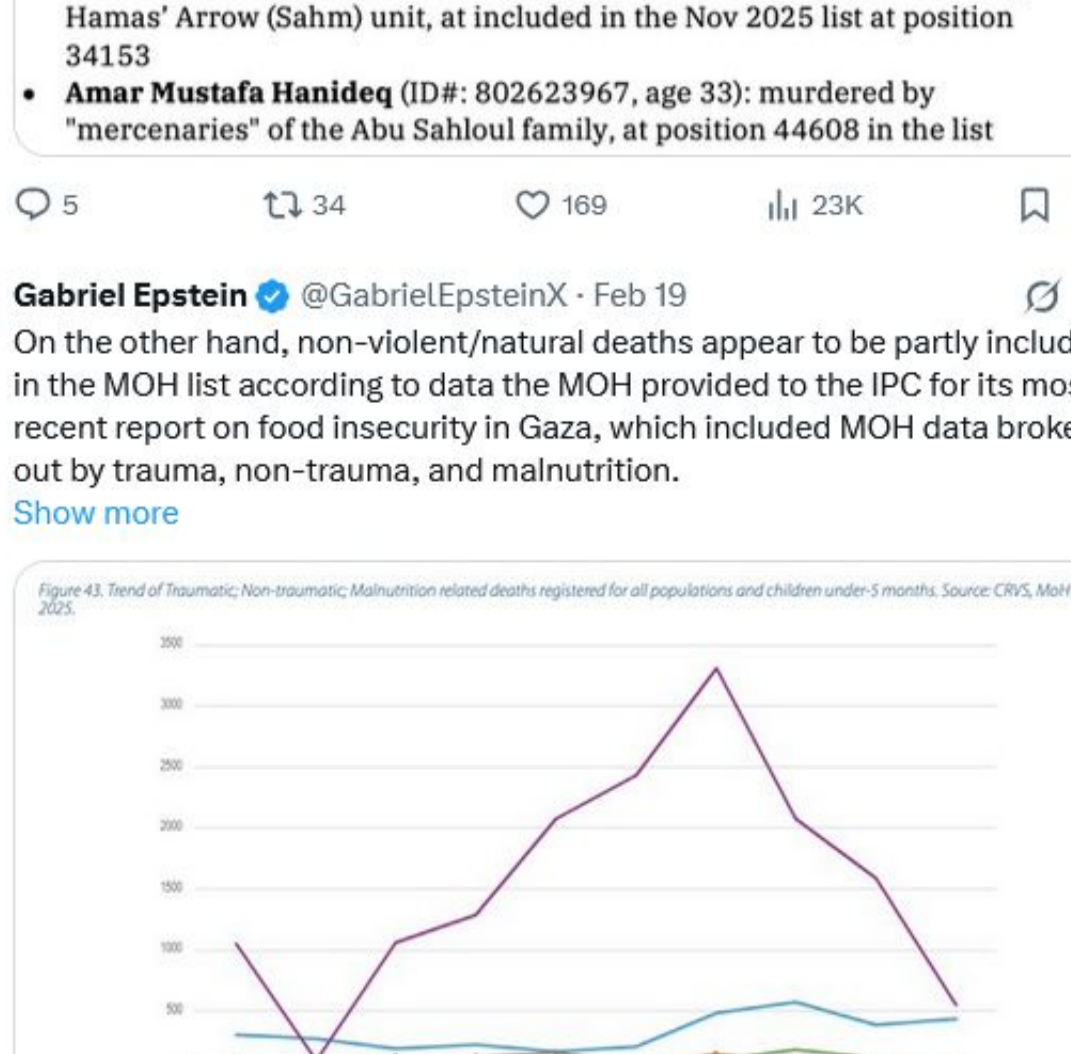 Hamas' Arrow (Sahm) unit, at included in the Nov 2025 list at position
34153
• Amar Mustafa Hanideq (ID#: 802623967, age 33): murdered by
"mercenaries" of the Abu Sahloul family, at position 44608 in the list
5 34 169 23K
Gabriel Epstein @GabrielEpsteinX · Feb 19
On the other hand, non-violent/natural deaths appear to be partly includ
in the MOH list according to data the MOH provided to the IPC for its mos
recent report on food insecurity in Gaza, which included MOH data broke
out by trauma, non-trauma, and malnutrition.
Show more
Figure 43. Trend of Traumatic; Non-traumatic; Malnutrition related deaths registered for all populations and children under-5 months. Source: CRVS, MoH
2025.
3500
3000
2500
2000
1500
1000
500